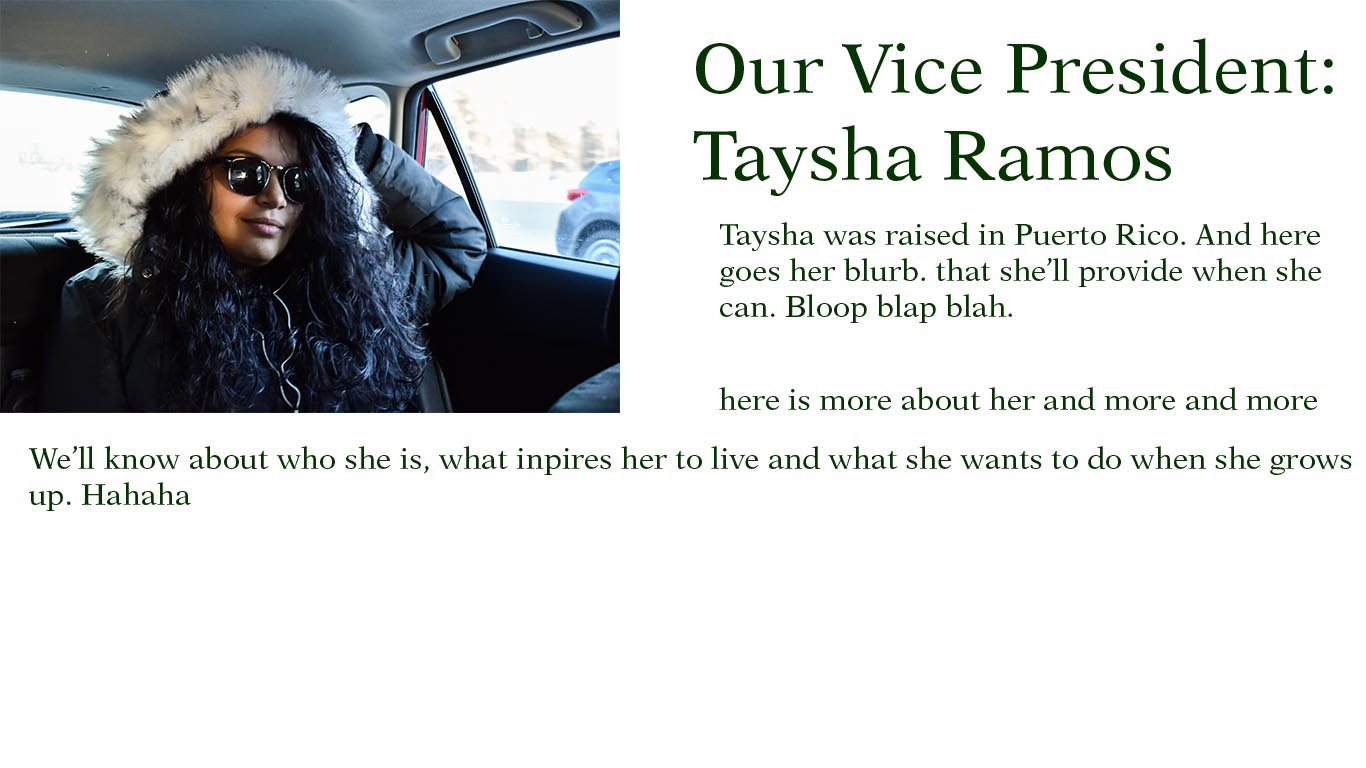 Our Vice President:
Taysha Ramos
Taysha was raised in Puerto Rico. And here
goes her blurb. that she’ll provide when she
can. Bloop blap blah.
here is more about her and more and more
We’ll know about who she is, what inpires her to live and what she wants to do when she grows
up. Hahaha